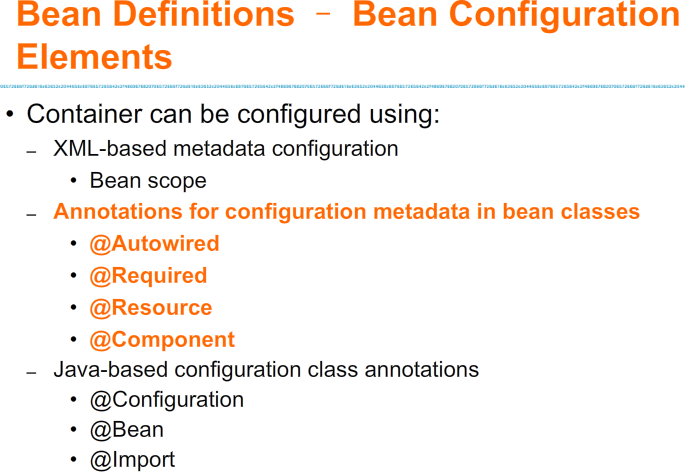 Bean Definitions – Bean Configuration
Elements
• Container can be configured using:
– XML-based metadata configuration
• Bean scope
– Annotations for configuration metadata in bean classes
• @Autowired
• @Required
• @Resource
• @Component
– Java-based configuration class annotations
• @Configuration
• @Bean
• @Import